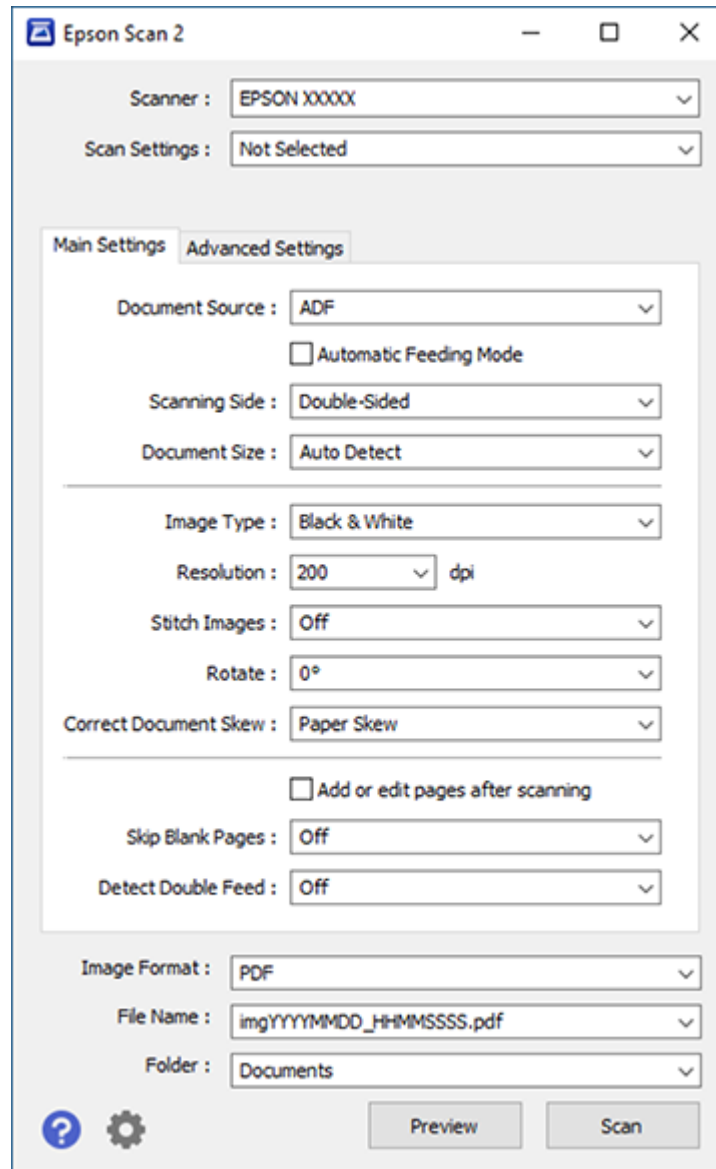 Epson Scan 2
Scanner : EPSON XXXXX
Scan Settings : Not Selected
Main Settings Advanced Settings
Document Source : ADF
Automatic Feeding Mode
Scanning Side : Double-Sided
Document Size : Auto Detect
Image Type : Black & White
Resolution : 200 dpi
Stitch Images : Off
Rotate : 0°
Correct Document Skew : Paper Skew
Add or edit pages after scanning
Skip Blank Pages : Off
Detect Double Feed : Off
Image Format : PDF
File Name : imgYYYYMMDD_HHMMSSSS.pdf
Folder : Documents
? Preview Scan